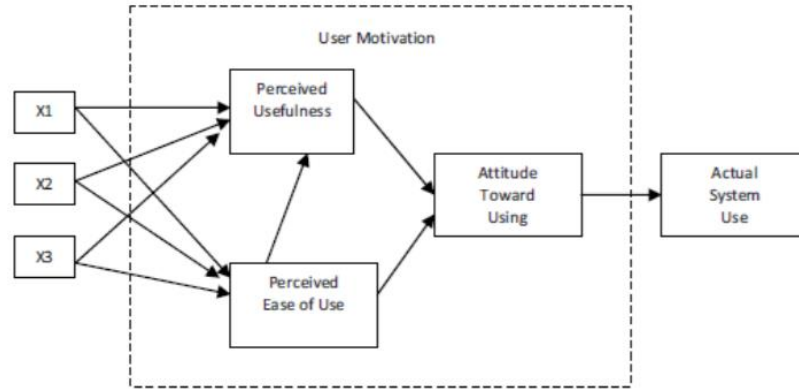 User Motivation
Perceived
Usefulness
X1
X2
X3
Attitude
Toward
Using
Actual
System
Use
Perceived
Ease of Use